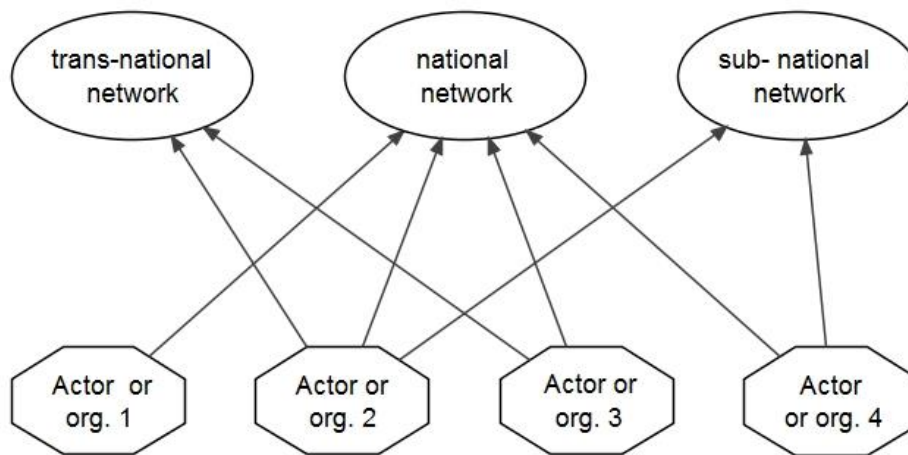 trans-national
network
national
network
sub- national
network
Actor or
org. 1
Actor or
org. 2
Actor or
org. 3
Actor
or org. 4